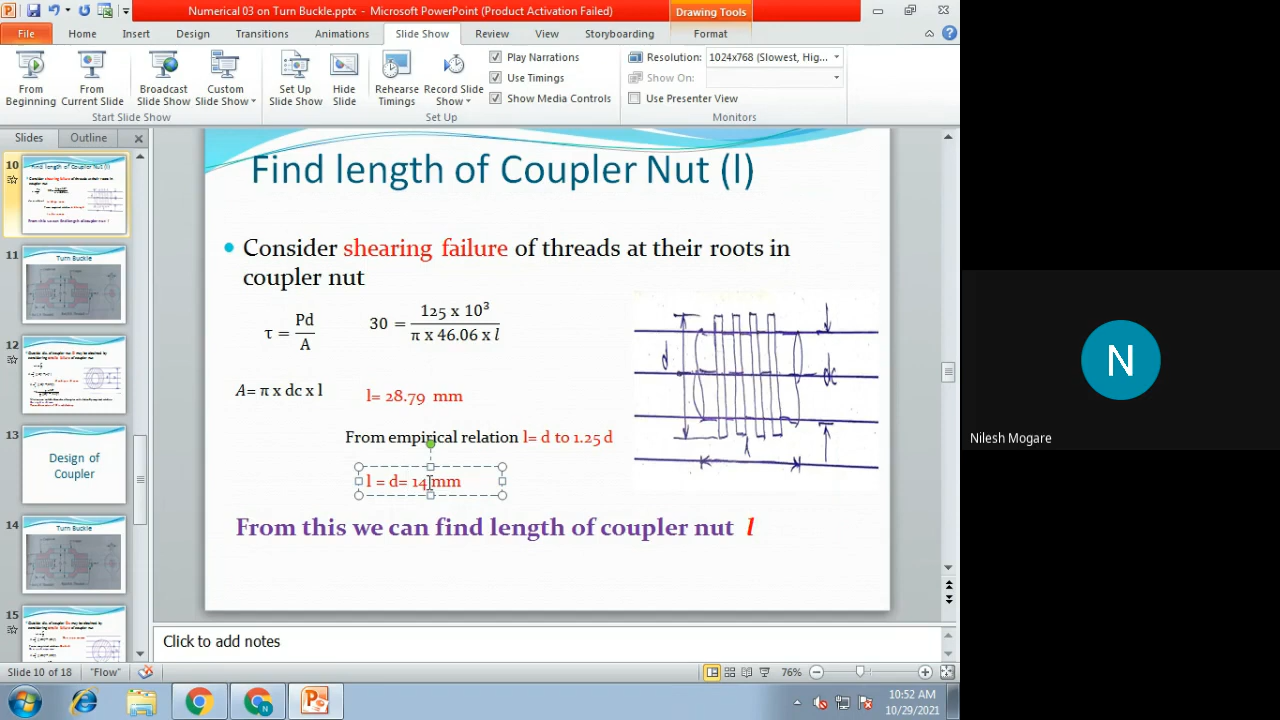 Numerical 03 on Turn Buckle.pptx - Microsoft PowerPoint (Product Activation Failed)
Drawing Tools
File Home Insert Design Transitions Animations Slide Show Review View Storyboarding Format
From Beginning
From Current Slide
Broadcast Slide Show
Custom Slide Show
Set Up Slide Show
Hide Slide
Rehearse Timings
Record Slide Show
Play Narrations
Use Timings
Show Media Controls
Resolution: 1024x768 (Slowest, Hig...
Show On:
Use Presenter View
Start Slide Show
Set Up
Monitors
Slides Outline
10
11
Turn Buckle
12
13
Design of
Coupler
14
Turn Buckle
15
Find length of Coupler Nut (l)
Consider shearing failure of threads at their roots in
coupler nut
τ = Pd / A
30 = 125 x 10³ / π x 46.06 x l
A= π x dc x l
l= 28.79 mm
From empirical relation l= d to 1.25 d
l = d= 14 mm
From this we can find length of coupler nut l
d
dc
l
Click to add notes
Slide 10 of 18
"Flow"
76%
10:52 AM
10/29/2021
N
Nilesh Mogare